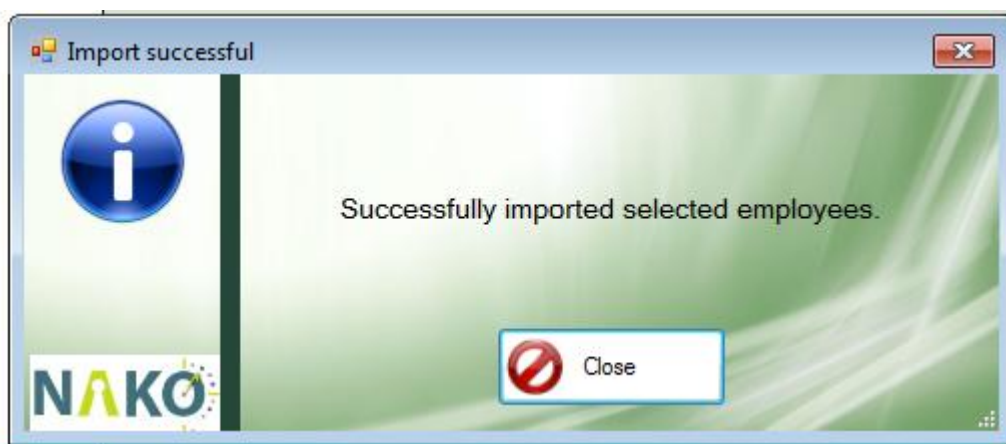 Import successful
Successfully imported selected employees.
Close
NAKO